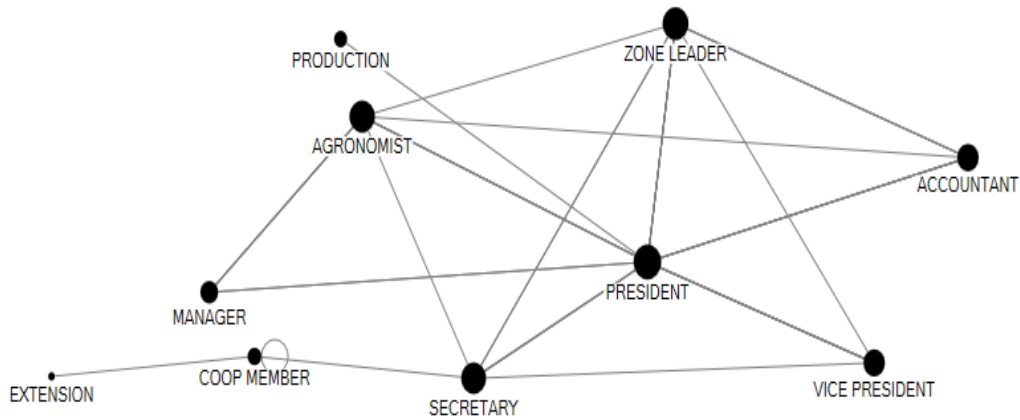 ZONE LEADER
PRODUCTION
AGRONOMIST
ACCOUNTANT
PRESIDENT
MANAGER
COOP MEMBER
EXTENSION
VICE PRESIDENT
SECRETARY